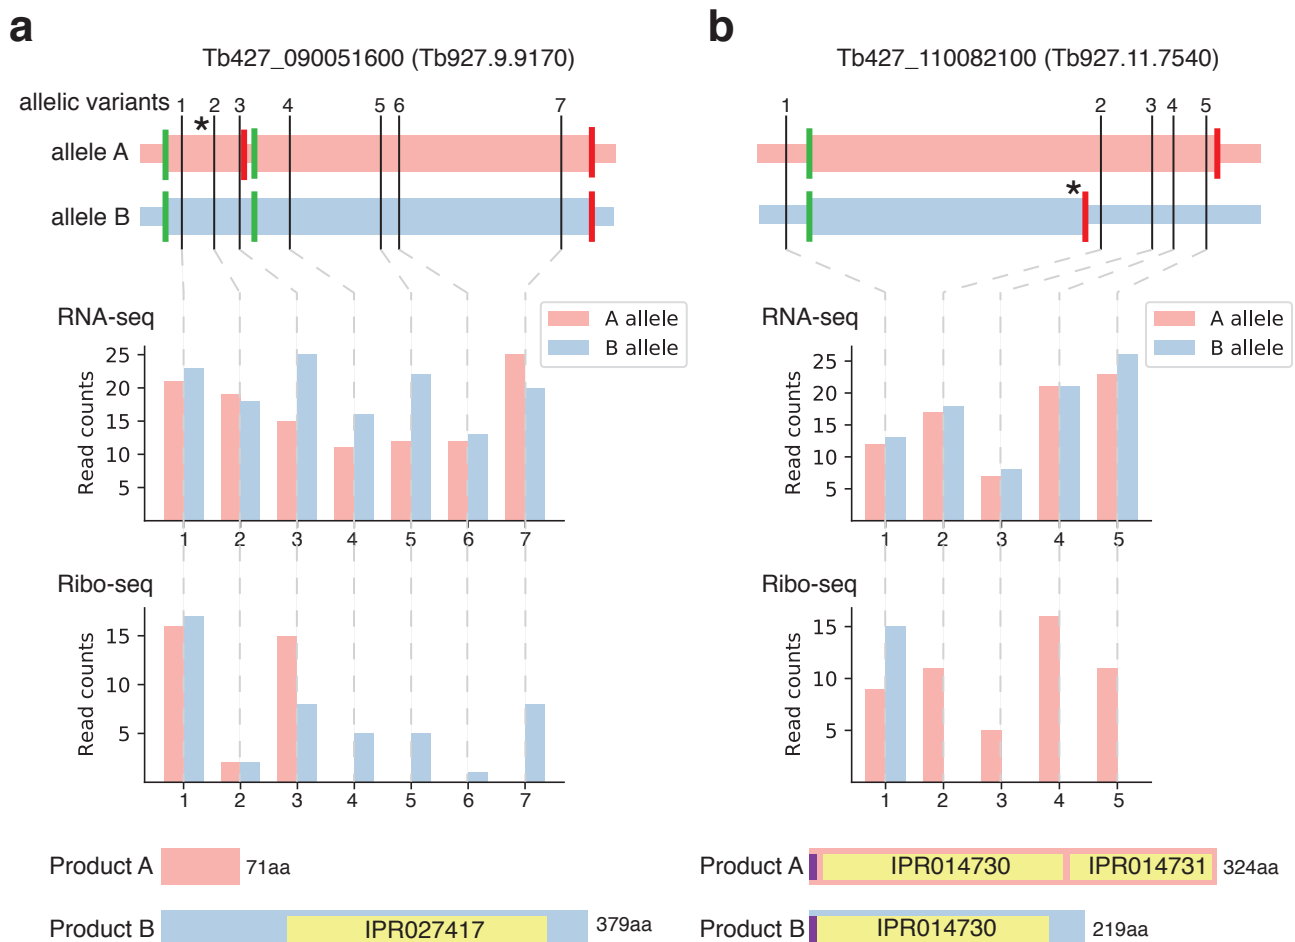 a
Tb427_090051600 (Tb927.9.9170)
allelic variants 1 2 3 4 5 6 7
*
allele A
allele B
RNA-seq
A allele
B allele
Read counts
25
20
15
10
5
1 2 3 4 5 6 7
Ribo-seq
Read counts
15
10
5
1 2 3 4 5 6 7
Product A 71aa
Product B IPR027417 379aa
b
Tb427_110082100 (Tb927.11.7540)
1 2 3 4 5
*
RNA-seq
A allele
B allele
Read counts
25
20
15
10
5
1 2 3 4 5
Ribo-seq
Read counts
15
10
5
1 2 3 4 5
Product A IPR014730 IPR014731 324aa
Product B IPR014730 219aa